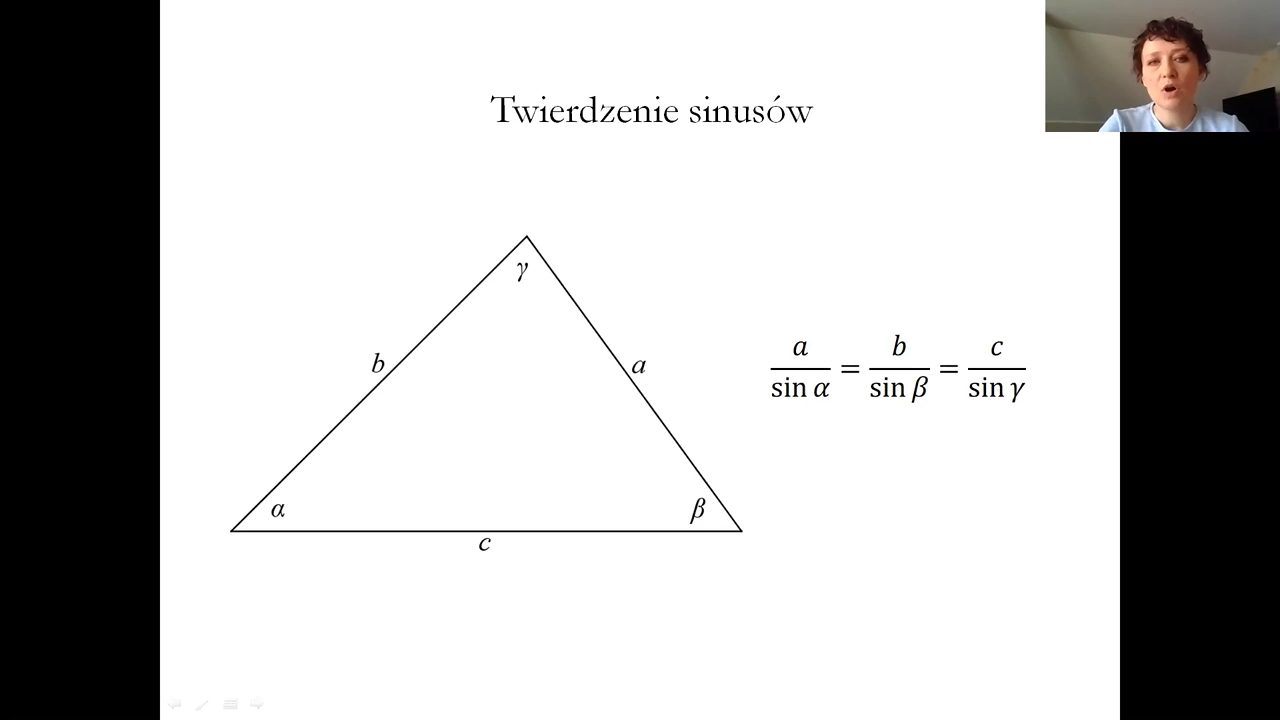 Twierdzenie sinusów
γ
b
a
a/sin α = b/sin β = c/sin γ
α
β
c